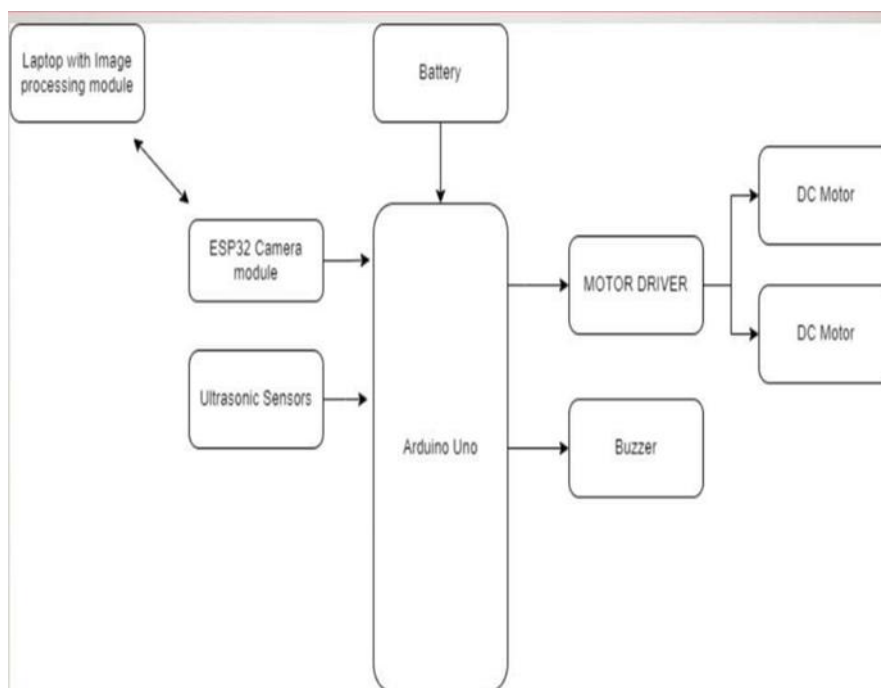 Laptop with Image
processing module
Battery
DC Motor
ESP32 Camera
module
MOTOR DRIVER
DC Motor
Ultrasonic Sensors
Arduino Uno
Buzzer